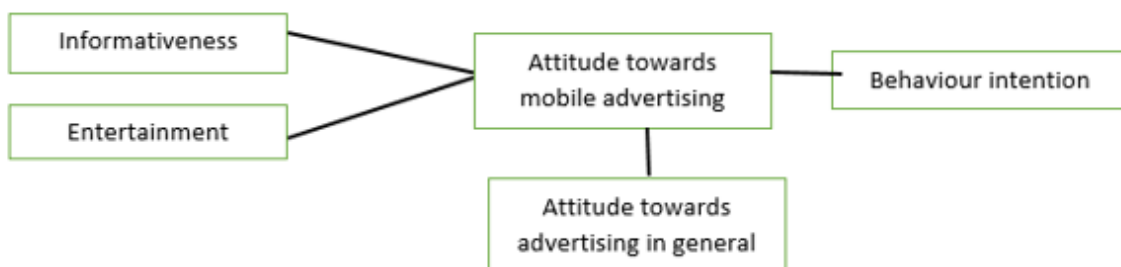 Informativeness
Entertainment
Attitude towards
mobile advertising
Behaviour intention
Attitude towards
advertising in general